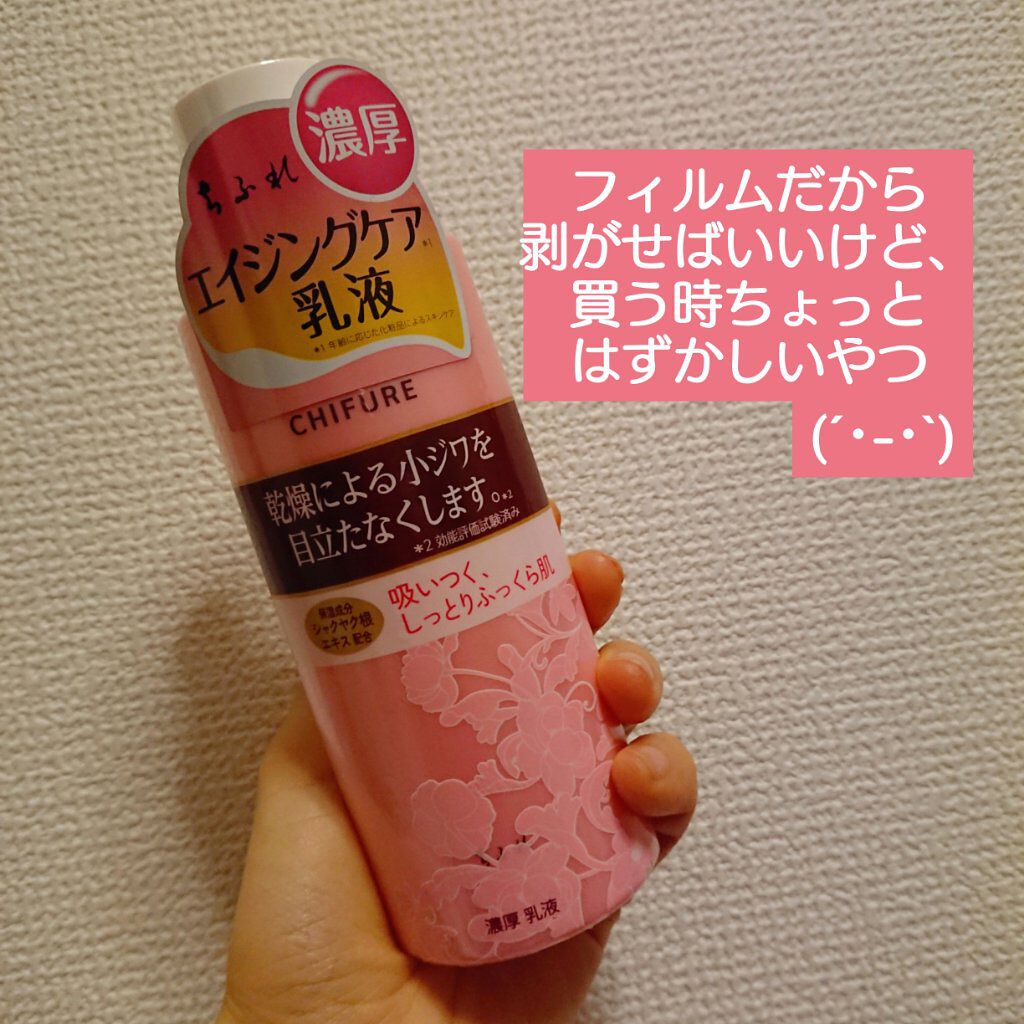 濃厚
ちふれ
エイジングケア*1
乳液
*1 年齢に応じた化粧品によるスキンケア
CHIFURE
乾燥による小ジワを
目立たなくします。*2
*2 効能評価試験済み
吸いつく、
しっとりふっくら肌
保湿成分
シャクヤク根
エキス配合
濃厚 乳液
フィルムだから
剥がせばいいけど、
買う時ちょっと
はずかしいやつ
(´･-･`)